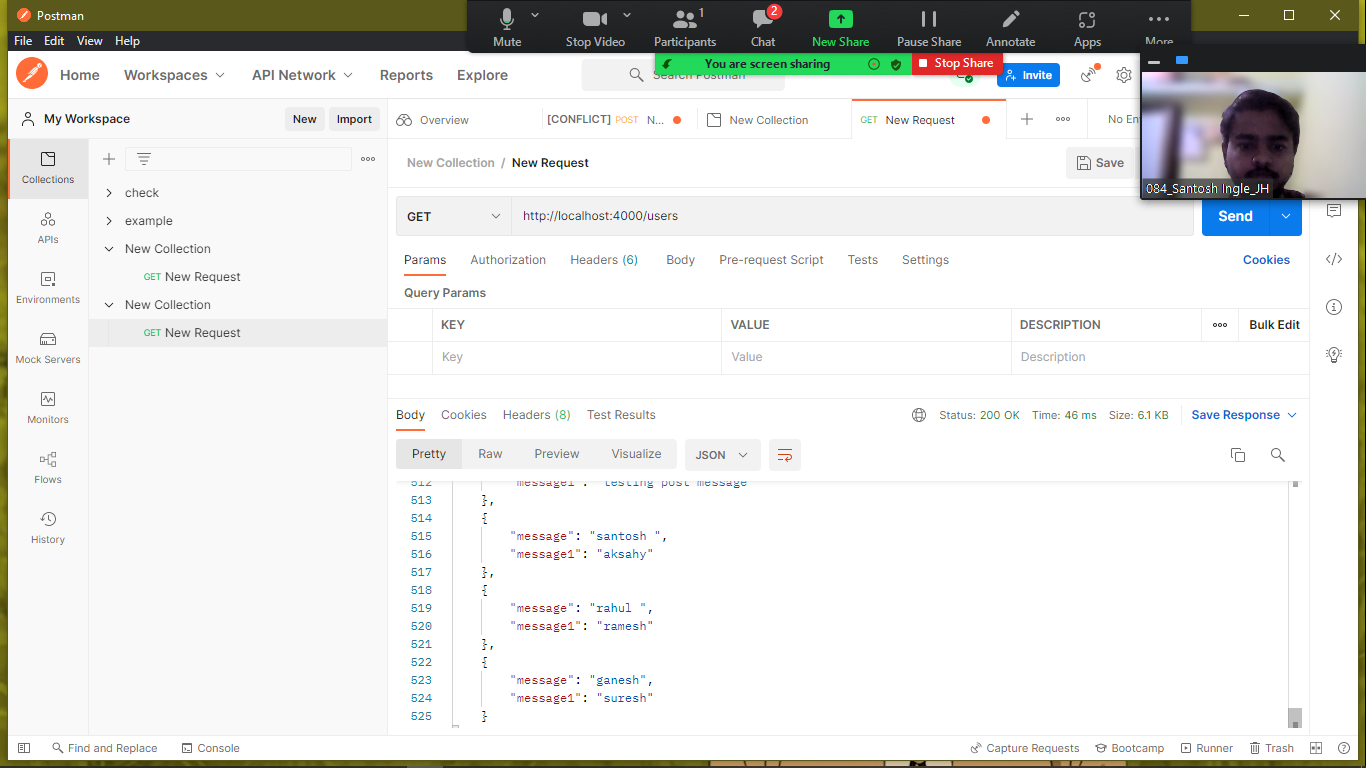 Postman
File Edit View Help
Mute
Stop Video
1
Participants
2
Chat
New Share
Pause Share
Annotate
Apps
More
You are screen sharing
Stop Share
Home
Workspaces
API Network
Reports
Explore
Search Postman
Invite
084_Santosh Ingle_JH
My Workspace
New
Import
Overview
[CONFLICT] POST N...
New Collection
GET New Request
No En
Collections
APIs
Environments
Mock Servers
Monitors
Flows
History
check
example
New Collection
GET New Request
New Collection
GET New Request
New Collection / New Request
Save
GET
http://localhost:4000/users
Send
Params Authorization Headers (6) Body Pre-request Script Tests Settings
Cookies
Query Params
KEY VALUE DESCRIPTION
Bulk Edit
Key Value Description
Body Cookies Headers (8) Test Results
Status: 200 OK Time: 46 ms Size: 6.1 KB
Save Response
Pretty Raw Preview Visualize
JSON
512 "message1": "testing post message"
513 },
514 {
515 "message": "santosh ",
516 "message1": "aksahy"
517 },
518 {
519 "message": "rahul ",
520 "message1": "ramesh"
521 },
522 {
523 "message": "ganesh",
524 "message1": "suresh"
525 }
Find and Replace
Console
Capture Requests
Bootcamp
Runner
Trash